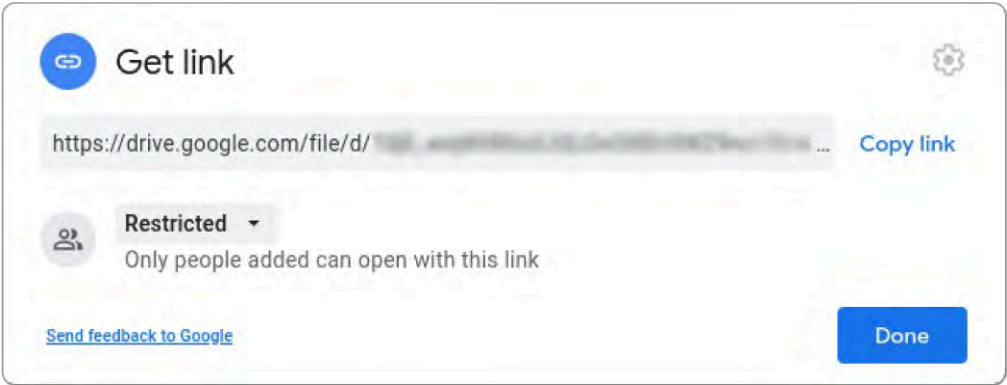 Get link
https://drive.google.com/file/d/ ... Copy link
Restricted
Only people added can open with this link
Send feedback to Google
Done